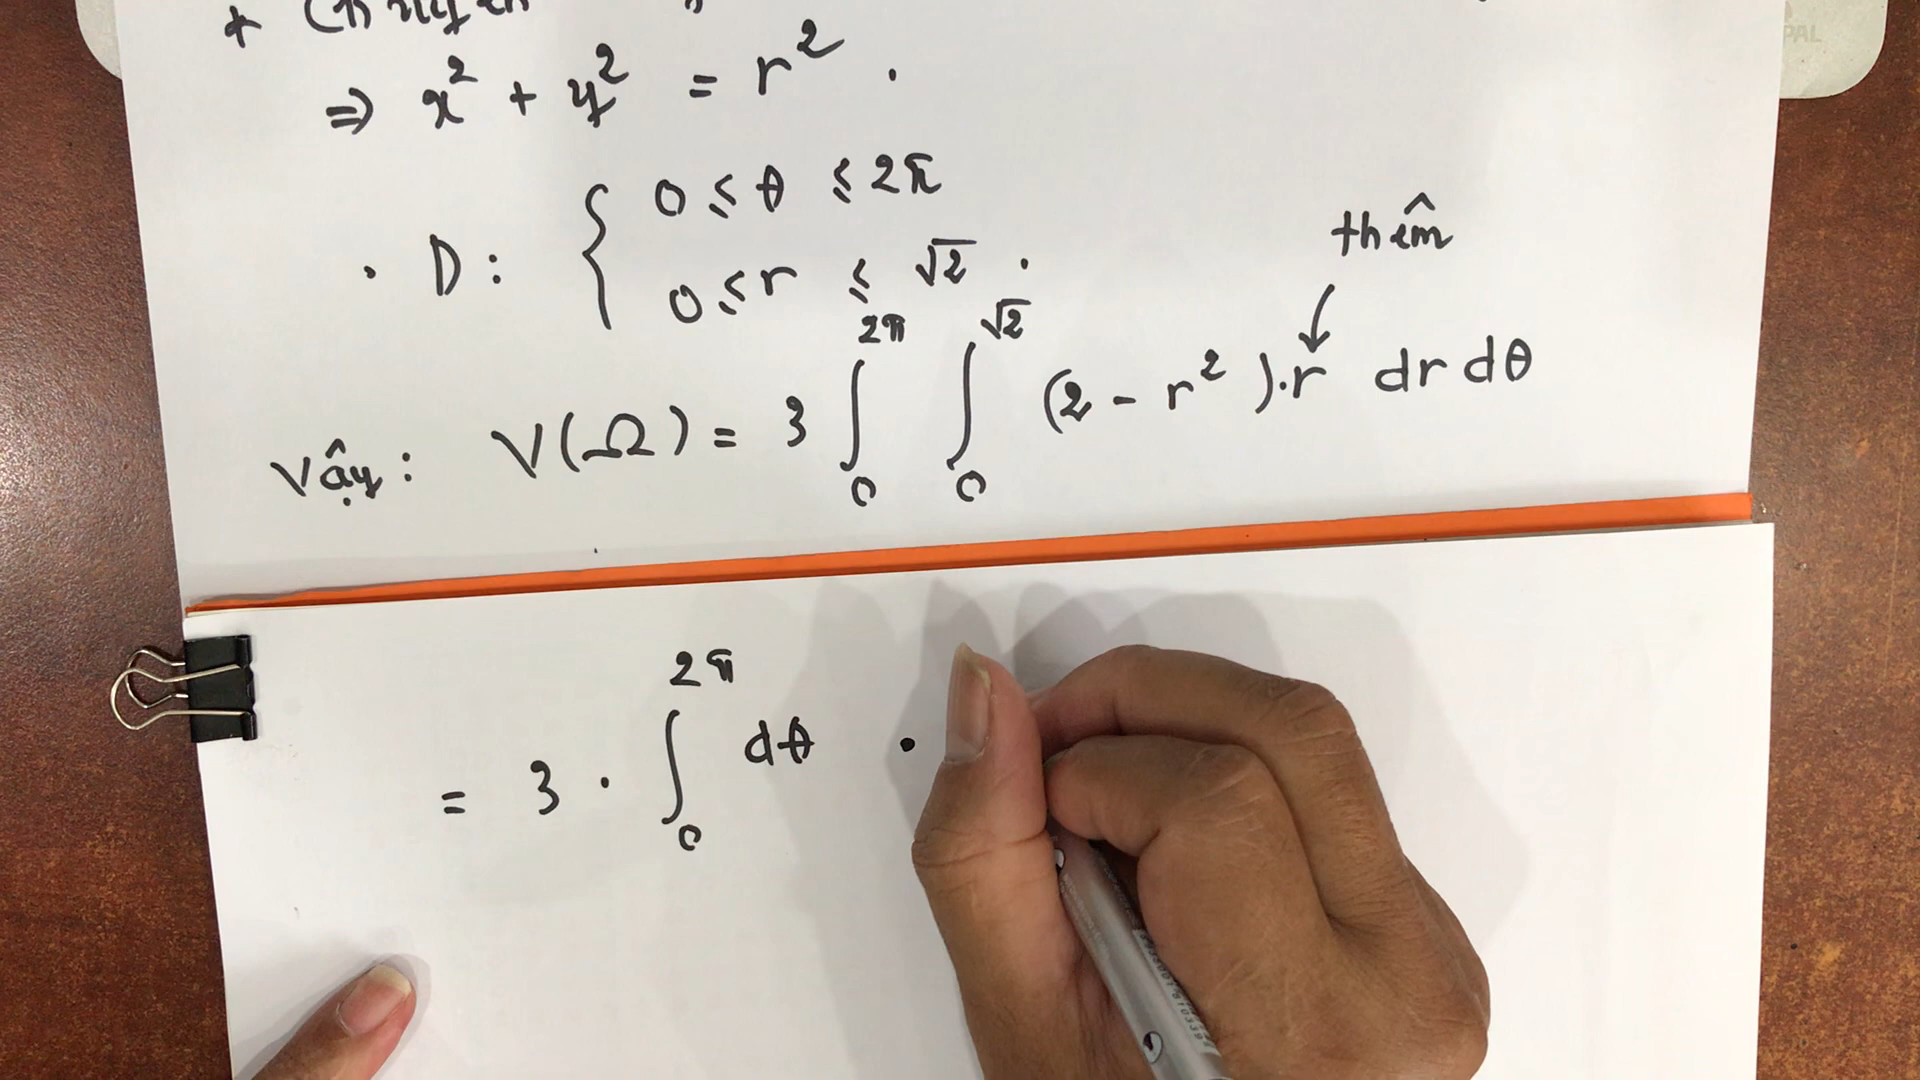 ⇒ x² + y² = r² .
. D : { 0 ≤ θ ≤ 2π
0 ≤ r ≤ √2 .
thêm
Vậy : V(Ω) = 3 ∫₀^{2π} ∫₀^{√2} (2 - r²).r dr dθ
= 3 . ∫₀^{2π} dθ .